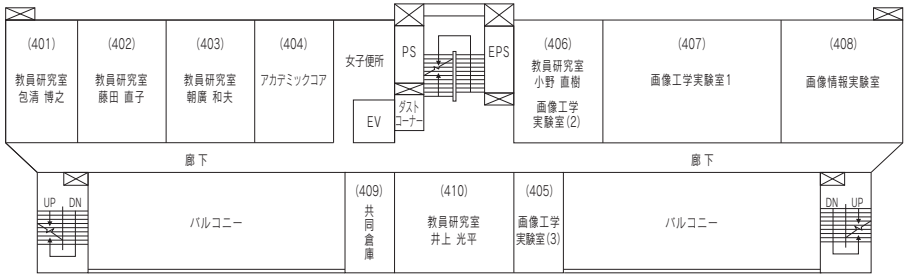 (401)
教員研究室
包清 博之
(402)
教員研究室
藤田 直子
(403)
教員研究室
朝廣 和夫
(404)
アカデミックコア
女子便所
EV
PS
ダスト
コーナー
EPS
(406)
教員研究室
小野 直樹
画像工学
実験室(2)
(407)
画像工学実験室1
(408)
画像情報実験室
廊下
廊下
UP DN
バルコニー
(409)
共同倉庫
(410)
教員研究室
井上 光平
(405)
画像工学
実験室(3)
バルコニー
DN UP